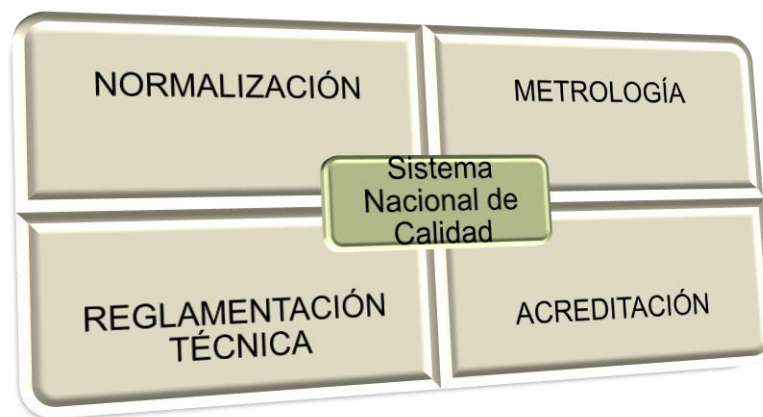 NORMALIZACIÓN
METROLOGÍA
Sistema
Nacional de
Calidad
REGLAMENTACIÓN
TÉCNICA
ACREDITACIÓN